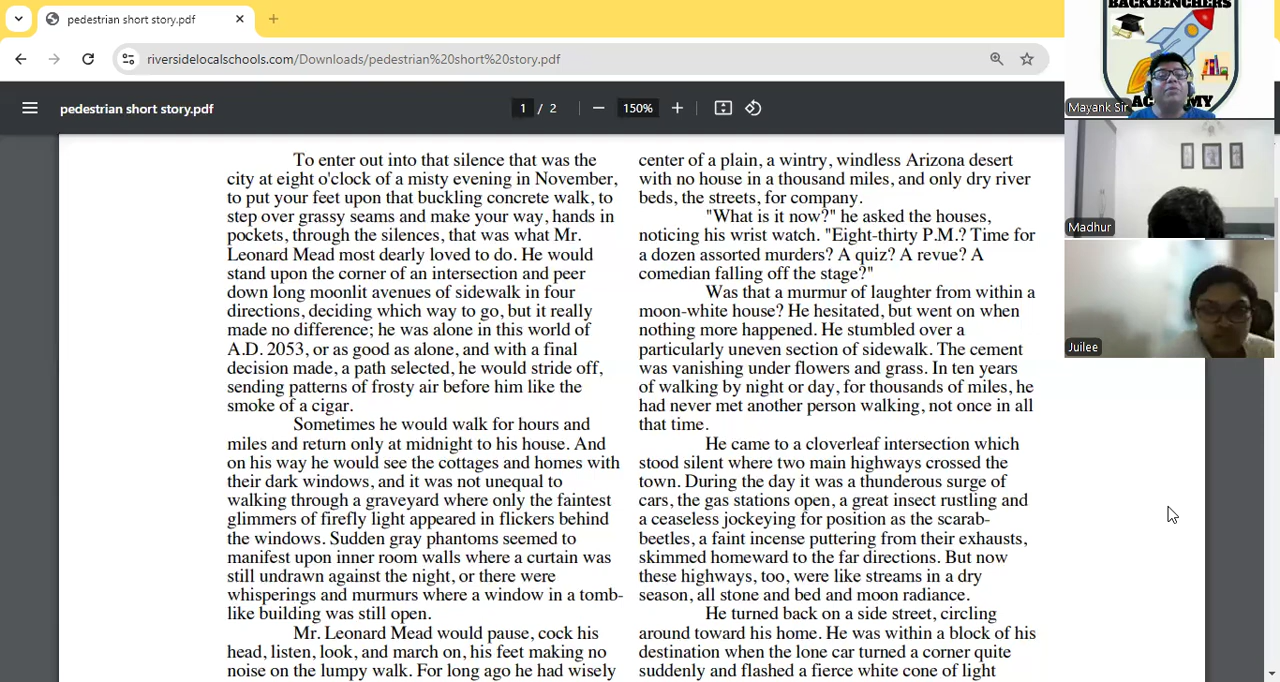 pedestrian short story.pdf
riversidelocalschools.com/Downloads/pedestrian%20short%20story.pdf
pedestrian short story.pdf
1 / 2
150%
To enter out into that silence that was the
city at eight o'clock of a misty evening in November,
to put your feet upon that buckling concrete walk, to
step over grassy seams and make your way, hands in
pockets, through the silences, that was what Mr.
Leonard Mead most dearly loved to do. He would
stand upon the corner of an intersection and peer
down long moonlit avenues of sidewalk in four
directions, deciding which way to go, but it really
made no difference; he was alone in this world of
A.D. 2053, or as good as alone, and with a final
decision made, a path selected, he would stride off,
sending patterns of frosty air before him like the
smoke of a cigar.
Sometimes he would walk for hours and
miles and return only at midnight to his house. And
on his way he would see the cottages and homes with
their dark windows, and it was not unequal to
walking through a graveyard where only the faintest
glimmers of firefly light appeared in flickers behind
the windows. Sudden gray phantoms seemed to
manifest upon inner room walls where a curtain was
still undrawn against the night, or there were
whisperings and murmurs where a window in a tomb-
like building was still open.
Mr. Leonard Mead would pause, cock his
head, listen, look, and march on, his feet making no
noise on the lumpy walk. For long ago he had wisely
center of a plain, a wintry, windless Arizona desert
with no house in a thousand miles, and only dry river
beds, the streets, for company.
"What is it now?" he asked the houses,
noticing his wrist watch. "Eight-thirty P.M.? Time for
a dozen assorted murders? A quiz? A revue? A
comedian falling off the stage?"
Was that a murmur of laughter from within a
moon-white house? He hesitated, but went on when
nothing more happened. He stumbled over a
particularly uneven section of sidewalk. The cement
was vanishing under flowers and grass. In ten years
of walking by night or day, for thousands of miles, he
had never met another person walking, not once in all
that time.
He came to a cloverleaf intersection which
stood silent where two main highways crossed the
town. During the day it was a thunderous surge of
cars, the gas stations open, a great insect rustling and
a ceaseless jockeying for position as the scarab-
beetles, a faint incense puttering from their exhausts,
skimmed homeward to the far directions. But now
these highways, too, were like streams in a dry
season, all stone and bed and moon radiance.
He turned back on a side street, circling
around toward his home. He was within a block of his
destination when the lone car turned a corner quite
suddenly and flashed a fierce white cone of light
BACKBENCHERS
Mayank Sir
Madhur
Juilee